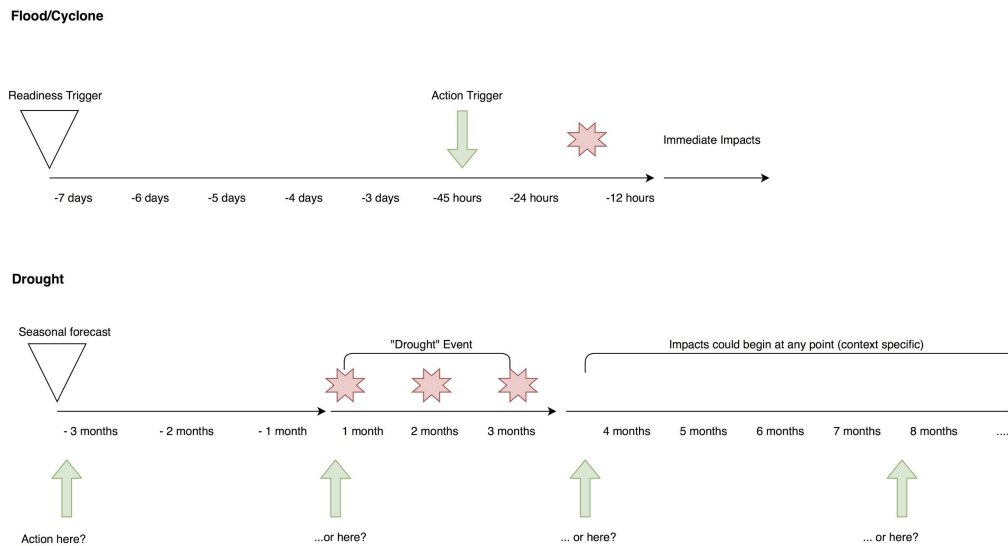 Flood/Cyclone
Readiness Trigger
Action Trigger
Immediate Impacts
-7 days
-6 days
-5 days
-4 days
-3 days
-45 hours
-24 hours
-12 hours
Drought
Seasonal forecast
"Drought" Event
Impacts could begin at any point (context specific)
- 3 months
- 2 months
- 1 month
1 month
2 months
3 months
4 months
5 months
6 months
7 months
8 months
....
Action here?
...or here?
... or here?
... or here?